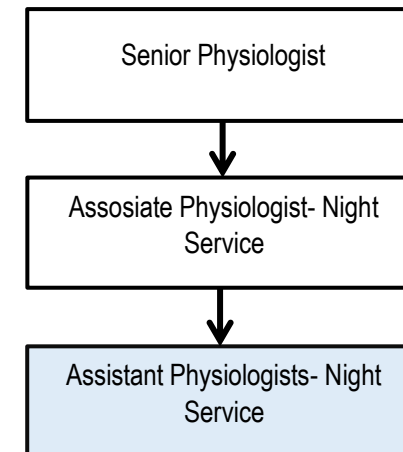 Senior Physiologist
Assosiate Physiologist- Night
Service
Assistant Physiologists- Night
Service